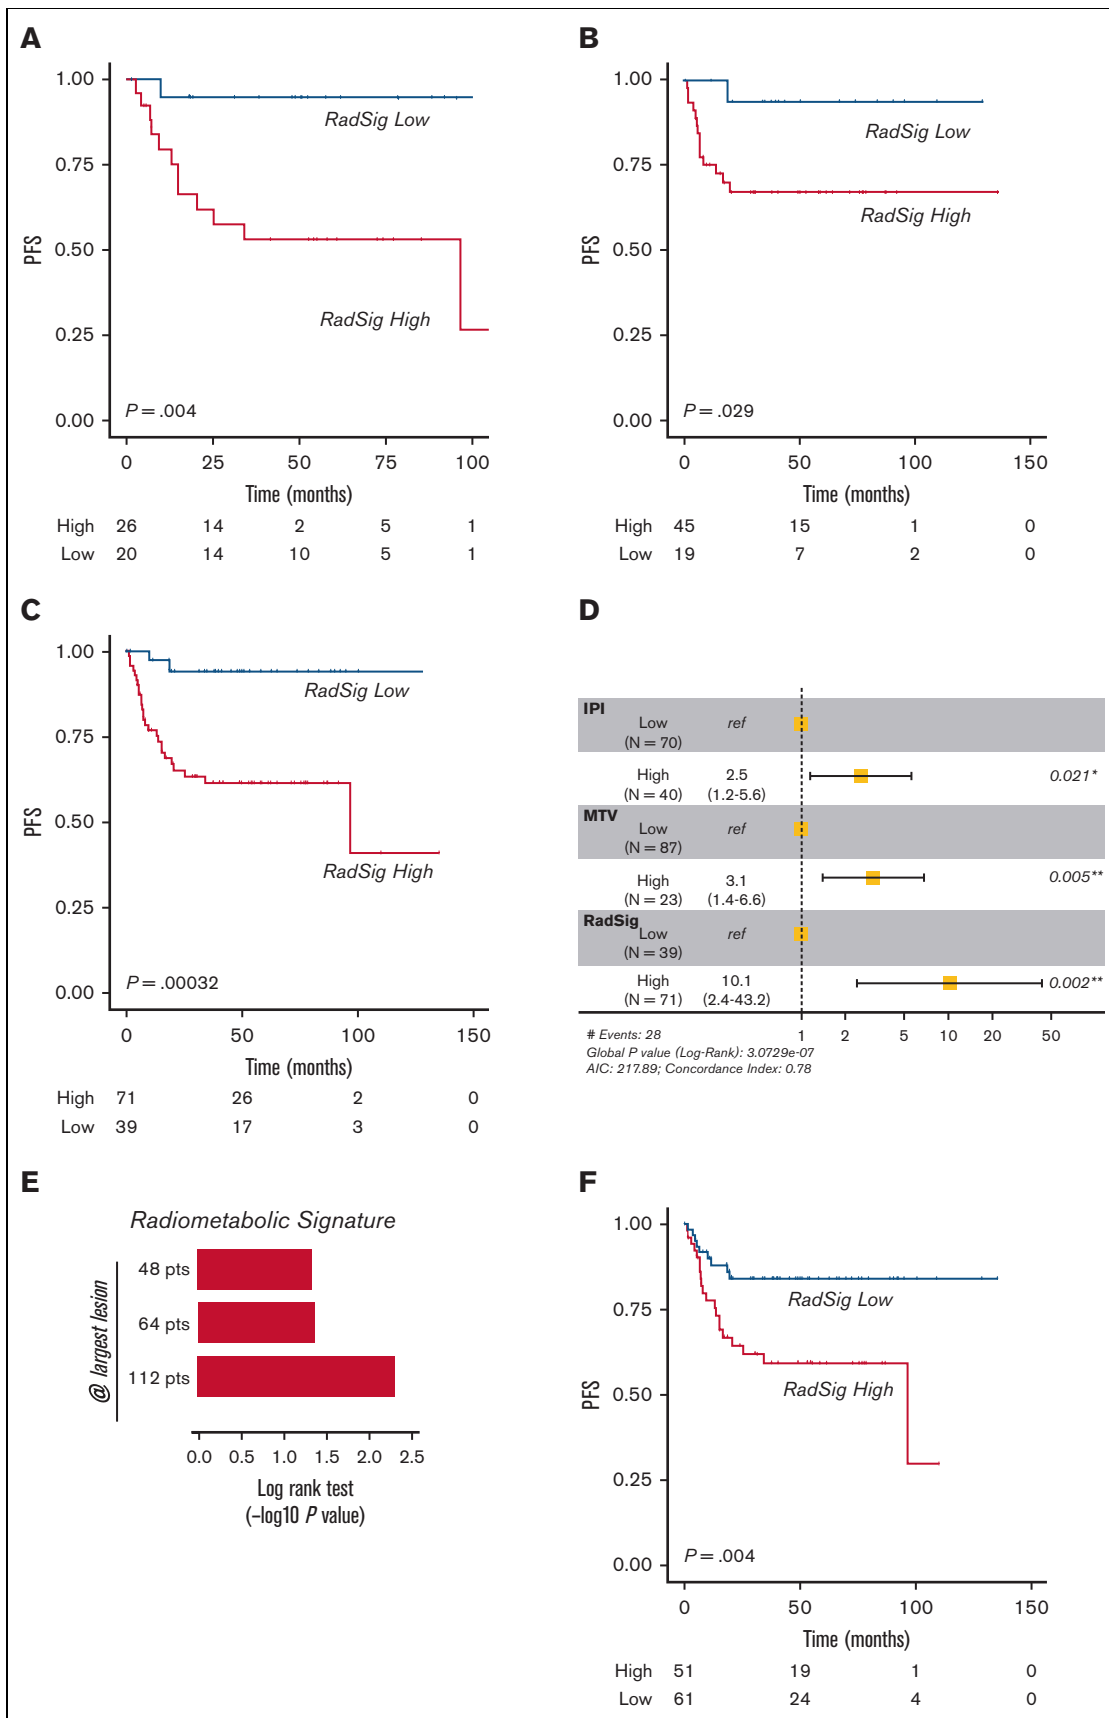 A
1.00
0.75
0.50
0.25
0.00
PFS
RadSig Low
RadSig High
P = .004
0 25 50 75 100
Time (months)
High 26 14 2 5 1
Low 20 14 10 5 1
B
1.00
0.75
0.50
0.25
0.00
PFS
RadSig Low
RadSig High
P = .029
0 50 100 150
Time (months)
High 45 15 1 0
Low 19 7 2 0
C
1.00
0.75
0.50
0.25
0.00
PFS
RadSig Low
RadSig High
P = .00032
0 50 100 150
Time (months)
High 71 26 2 0
Low 39 17 3 0
D
IPI
Low ref
(N = 70)
High 2.5 0.021*
(N = 40) (1.2-5.6)
MTV
Low ref
(N = 87)
High 3.1 0.005**
(N = 23) (1.4-6.6)
RadSig
Low ref
(N = 39)
High 10.1 0.002**
(N = 71) (2.4-43.2)
1 2 5 10 20 50
# Events: 28
Global P value (Log-Rank): 3.0729e-07
AIC: 217.89; Concordance Index: 0.78
E
Radiometabolic Signature
@ largest lesion
48 pts
64 pts
112 pts
0.0 0.5 1.0 1.5 2.0 2.5
Log rank test
(–log10 P value)
F
1.00
0.75
0.50
0.25
0.00
PFS
RadSig Low
RadSig High
P = .004
0 50 100 150
Time (months)
High 51 19 1 0
Low 61 24 4 0